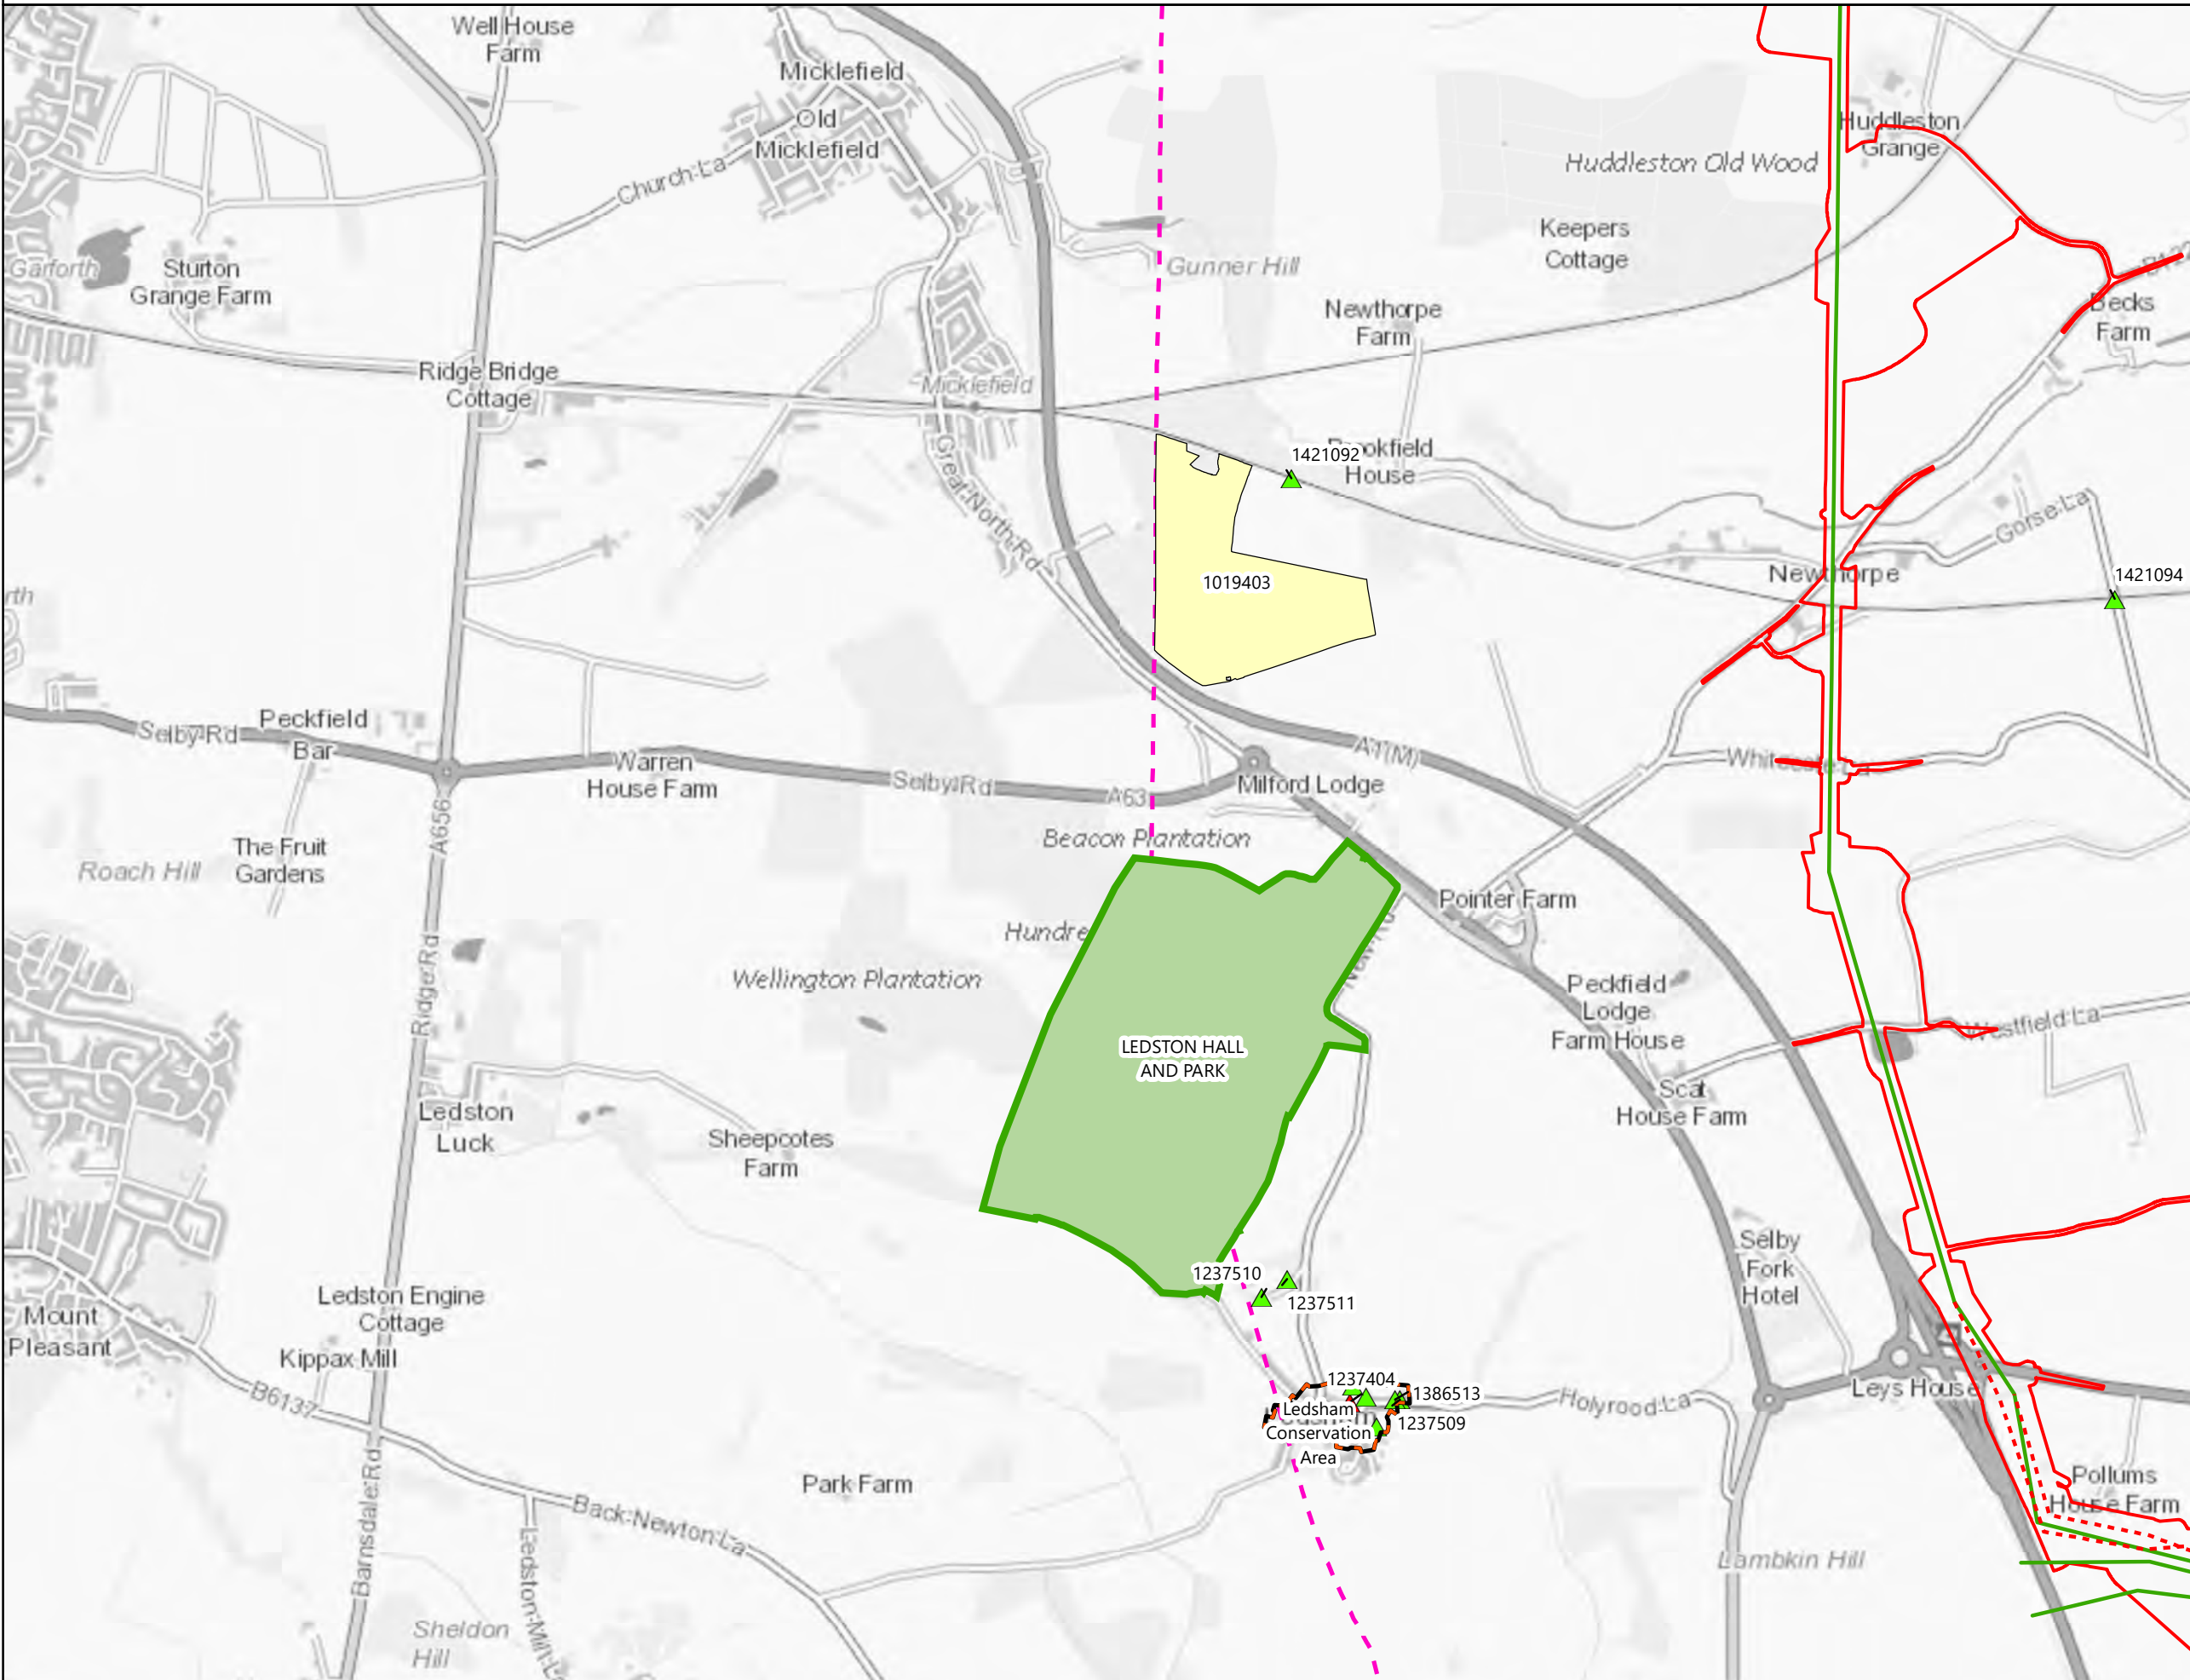 Well House
Farm
Micklefield
Old
Micklefield
Church La
Huddleston
Grange
Huddleston Old Wood
Keepers
Cottage
Garforth
Sturton
Grange Farm
Gunner Hill
Newthorpe
Farm
Becks
Farm
Ridge Bridge
Cottage
Micklefield
Great North Rd
1421092
House
1019403
Gorse La
Newthorpe
1421094
rth
Peckfield
Bar
Selby Rd
Warren
House Farm
Selby Rd
A63
A1(M)
Milford Lodge
A656
Beacon Plantation
The Fruit
Gardens
Roach Hill
Pointer Farm
Hundre
New Rd
Wellington Plantation
Ridge Rd
Peckfield
Lodge
Farm House
Westfield La
LEDSTON HALL
AND PARK
Scat
House Farm
Ledston
Luck
Sheepcotes
Farm
Selby
Fork
Hotel
1237510
1237511
Ledston Engine
Cottage
Mount
Pleasant
Kippax Mill
B6137
1237404
1386513
1237509
Ledsham
Conservation
Area
Holyrood La
Leys House
Barnsdale Rd
Park Farm
Back Newton La
Ledston Mill La
Pollums
House Farm
Lambkin Hill
Sheldon
Hill